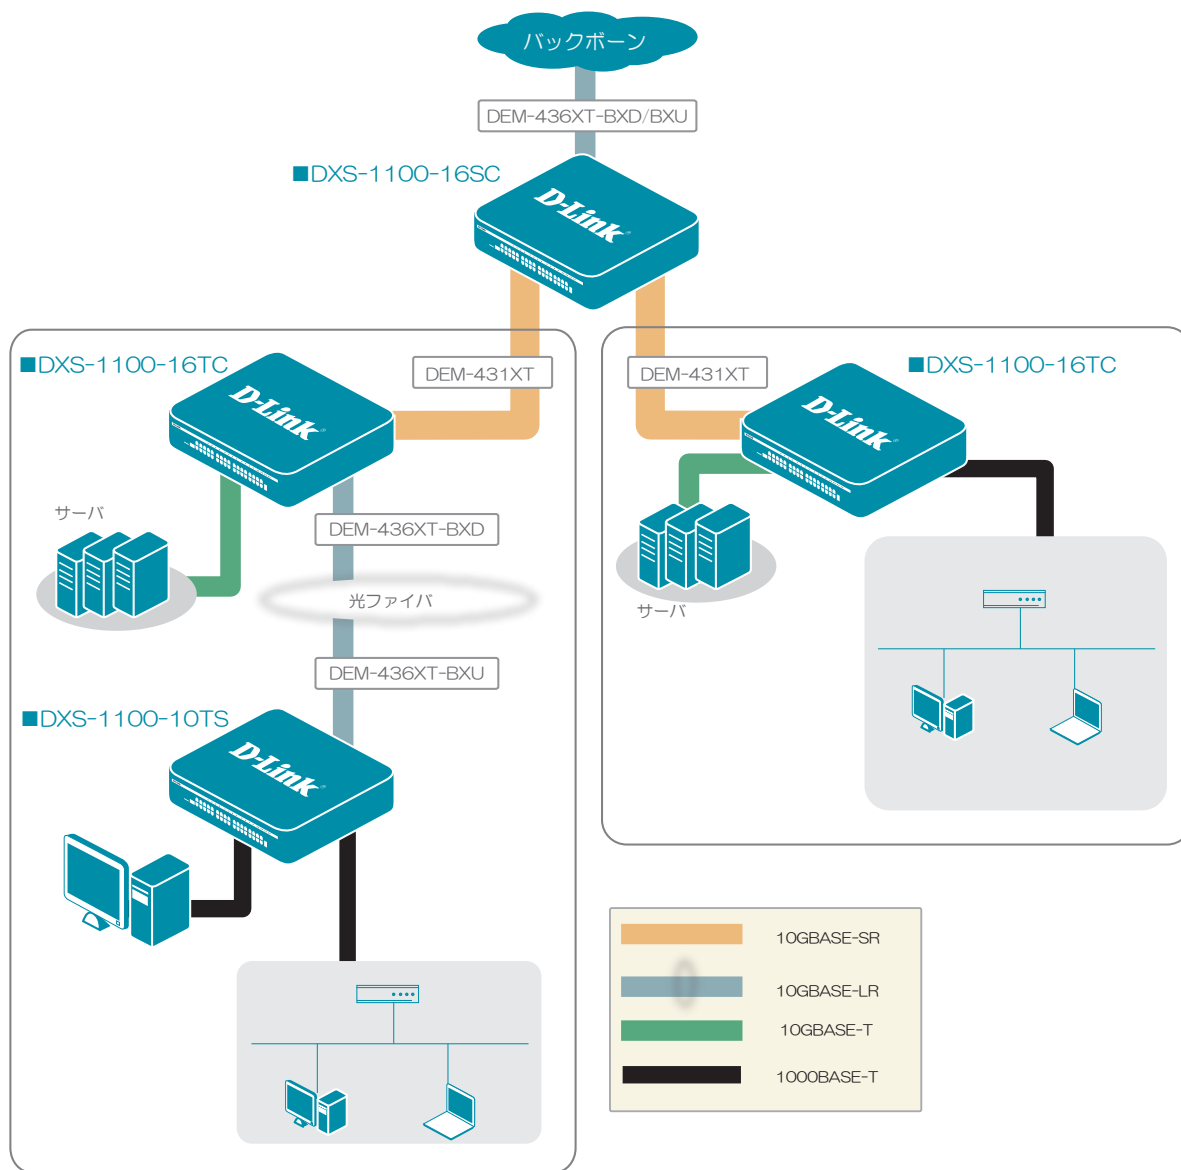 バックボーン
DEM-436XT-BXD/BXU
■DXS-1100-16SC
D-Link
■DXS-1100-16TC
DEM-431XT
DEM-431XT
■DXS-1100-16TC
D-Link
D-Link
サーバ
DEM-436XT-BXD
光ファイバ
サーバ
DEM-436XT-BXU
■DXS-1100-10TS
D-Link
10GBASE-SR
10GBASE-LR
10GBASE-T
1000BASE-T